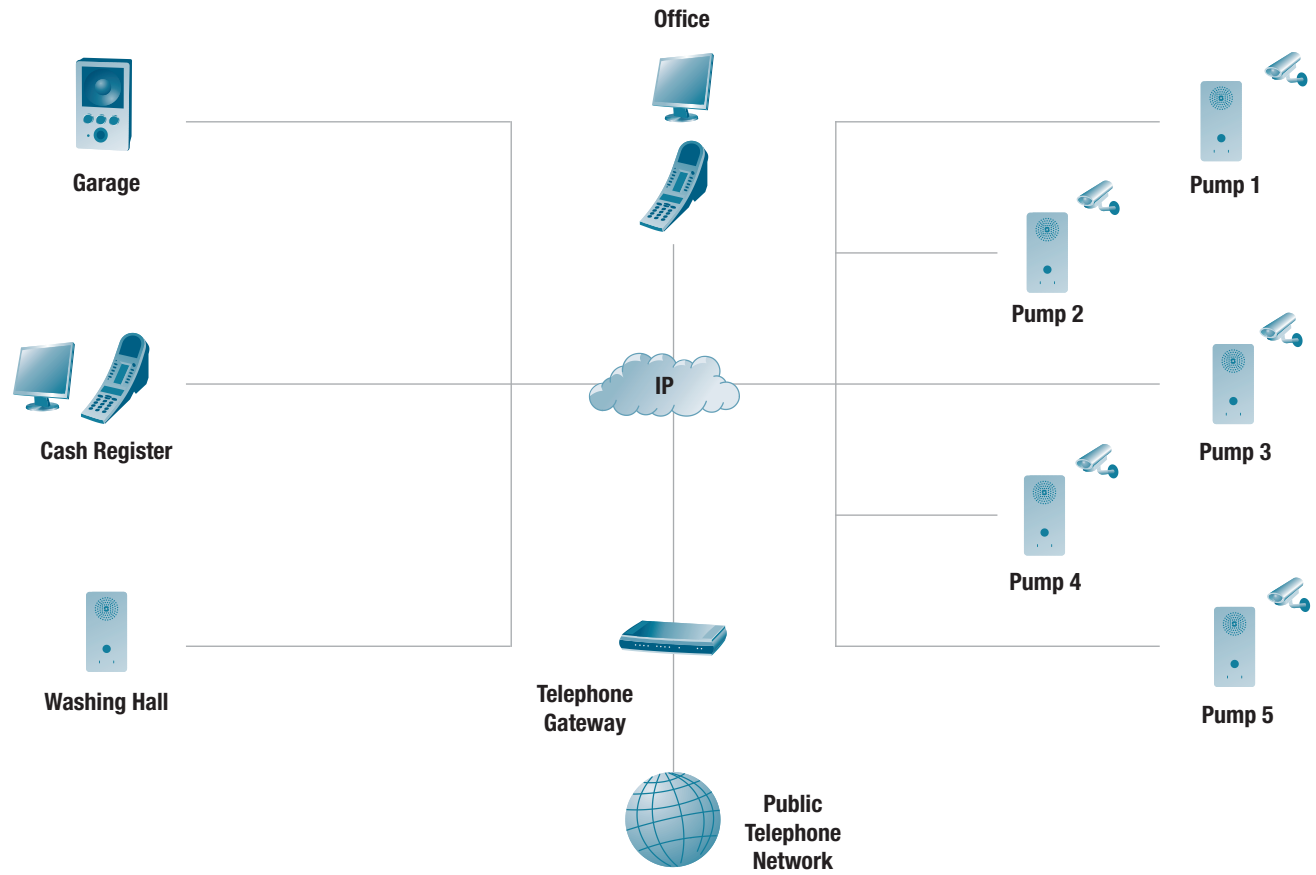 Office
Garage
Pump 1
Pump 2
IP
Cash Register
Pump 3
Pump 4
Washing Hall
Telephone
Gateway
Pump 5
Public
Telephone
Network